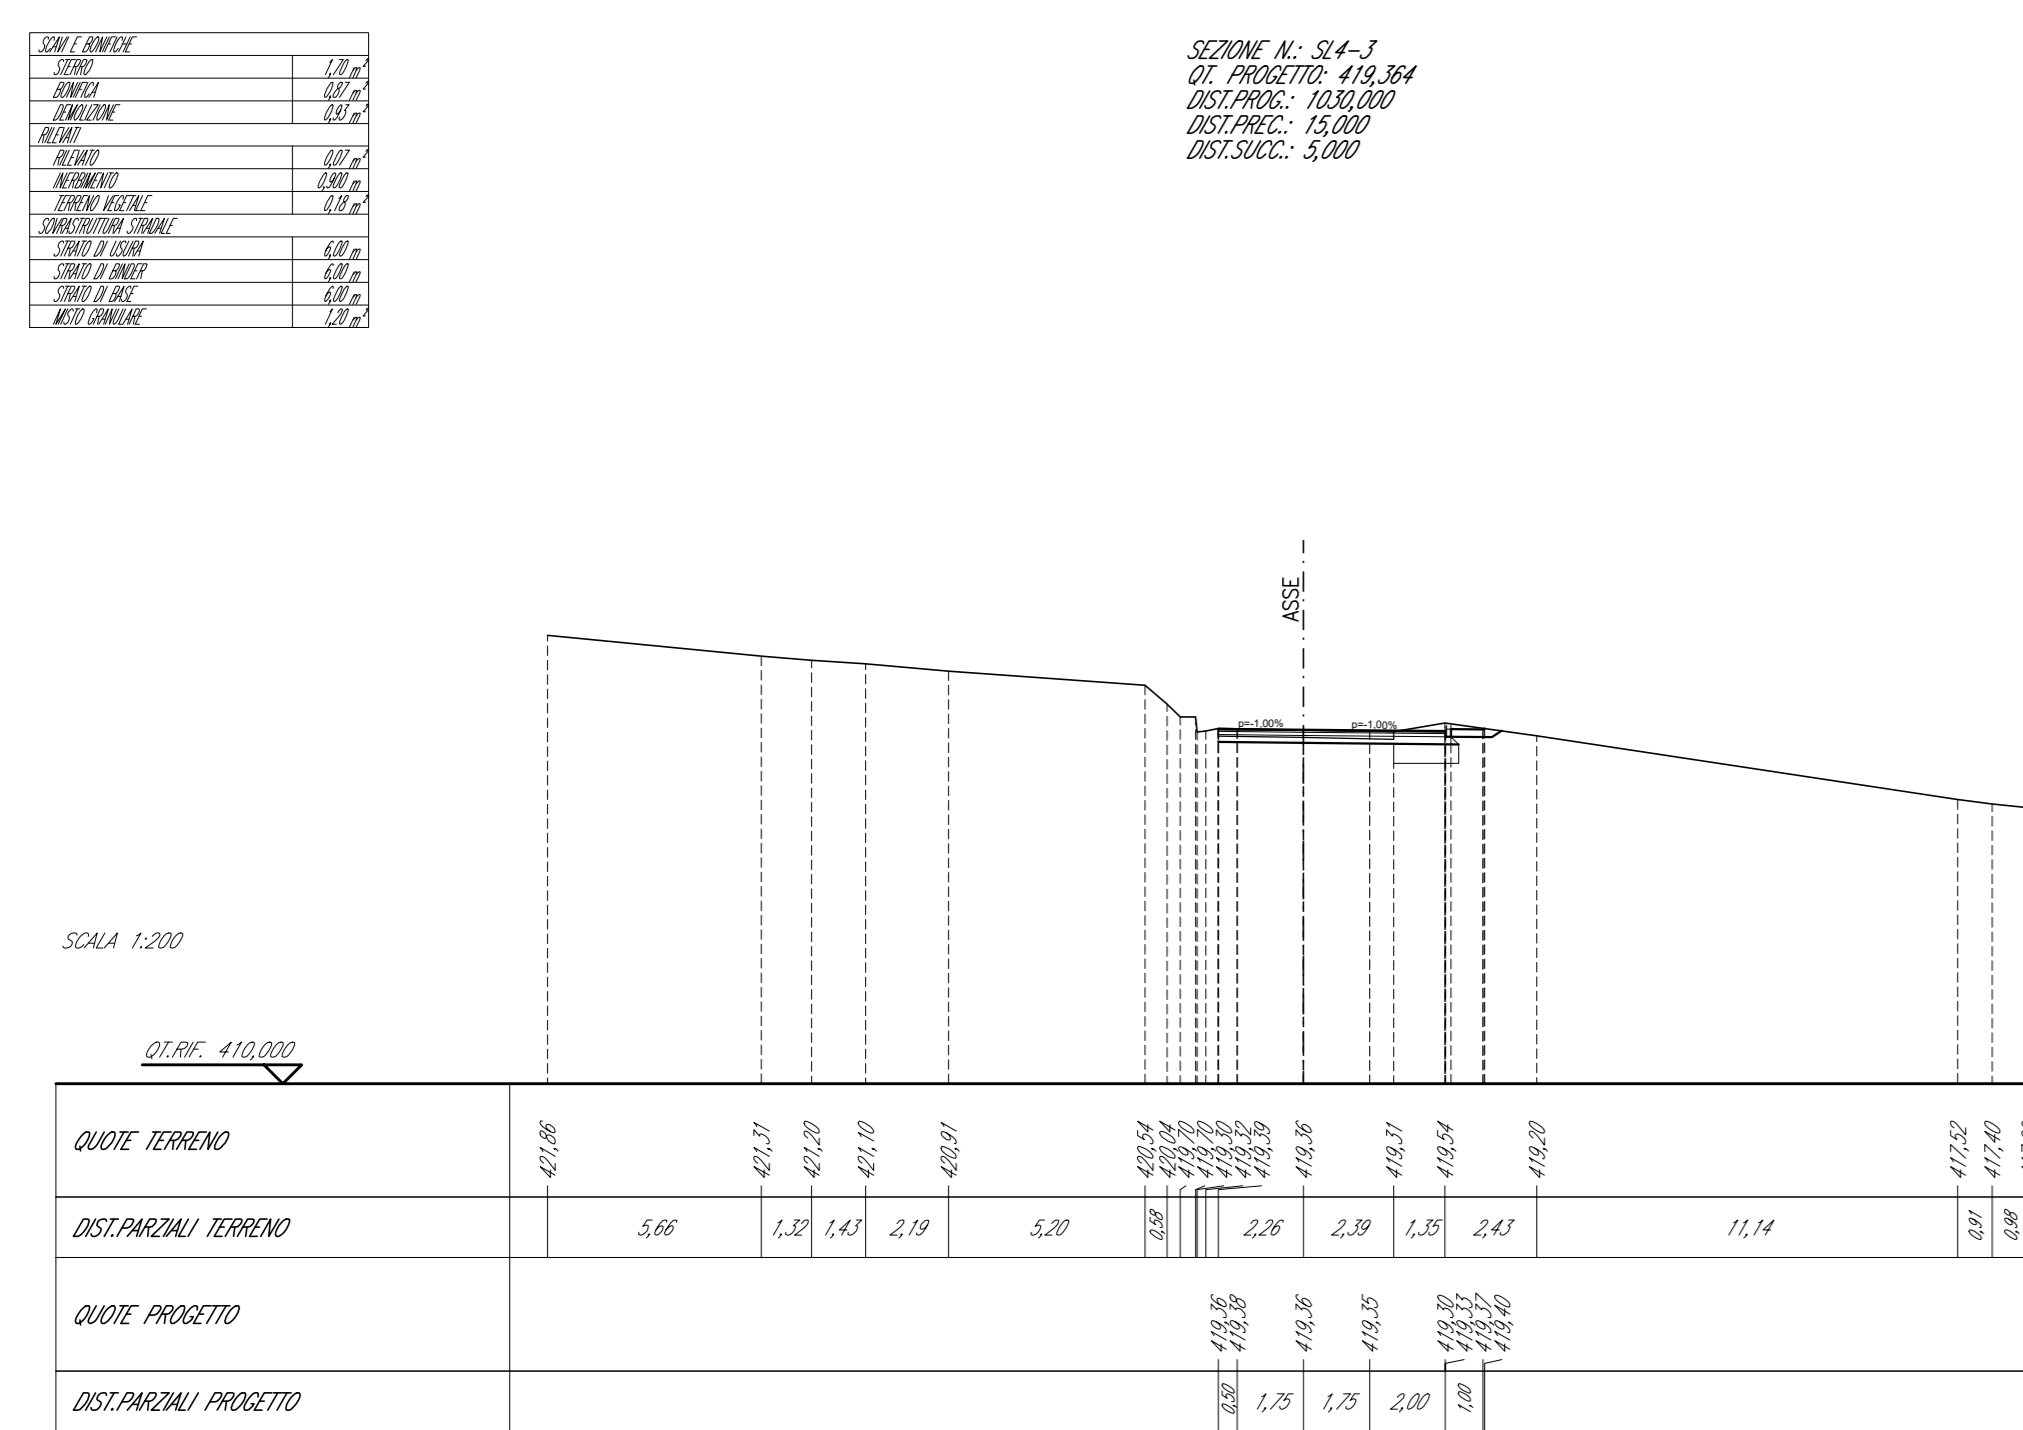 SCAVI E BONIFICHE
STERRO 1,70 m²
BONIFICA 0,87 m²
DEMOLIZIONE 0,93 m²
RILEVATI
RILEVATO 0,07 m²
INERBIMENTO 0,900 m
TERRENO VEGETALE 0,18 m²
SOVRASTRUTTURA STRADALE
STRATO DI USURA 6,00 m
STRATO DI BINDER 6,00 m
STRATO DI BASE 6,00 m
MISTO GRANULARE 1,20 m²
SEZIONE N.: SL4-3
QT. PROGETTO: 419,364
DIST.PROG.: 1030,000
DIST.PREC.: 15,000
DIST.SUCC.: 5,000
ASSE
p=-1,00% p=-1,00%
SCALA 1:200
QT.RIF. 410,000
QUOTE TERRENO 421,86 421,31 421,20 421,10 420,91 420,54 420,04 419,70 419,70 419,30 419,32 419,39 419,36 419,31 419,54 419,20 417,52 417,40
DIST.PARZIALI TERRENO 5,66 1,32 1,43 2,19 5,20 0,58 2,26 2,39 1,35 2,43 11,14 0,91 0,98
QUOTE PROGETTO 419,36 419,38 419,36 419,35 419,30 419,33 419,37 419,40
DIST.PARZIALI PROGETTO 0,50 1,75 1,75 2,00 1,00